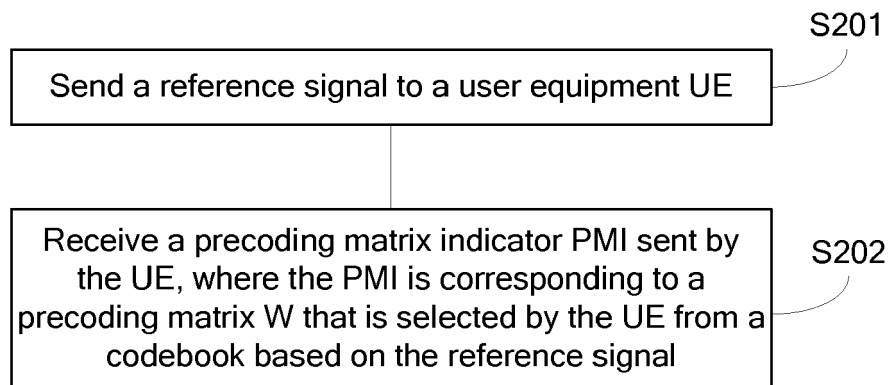 S201
Send a reference signal to a user equipment UE
Receive a precoding matrix indicator PMI sent by
the UE, where the PMI is corresponding to a
precoding matrix W that is selected by the UE from a
codebook based on the reference signal
S202